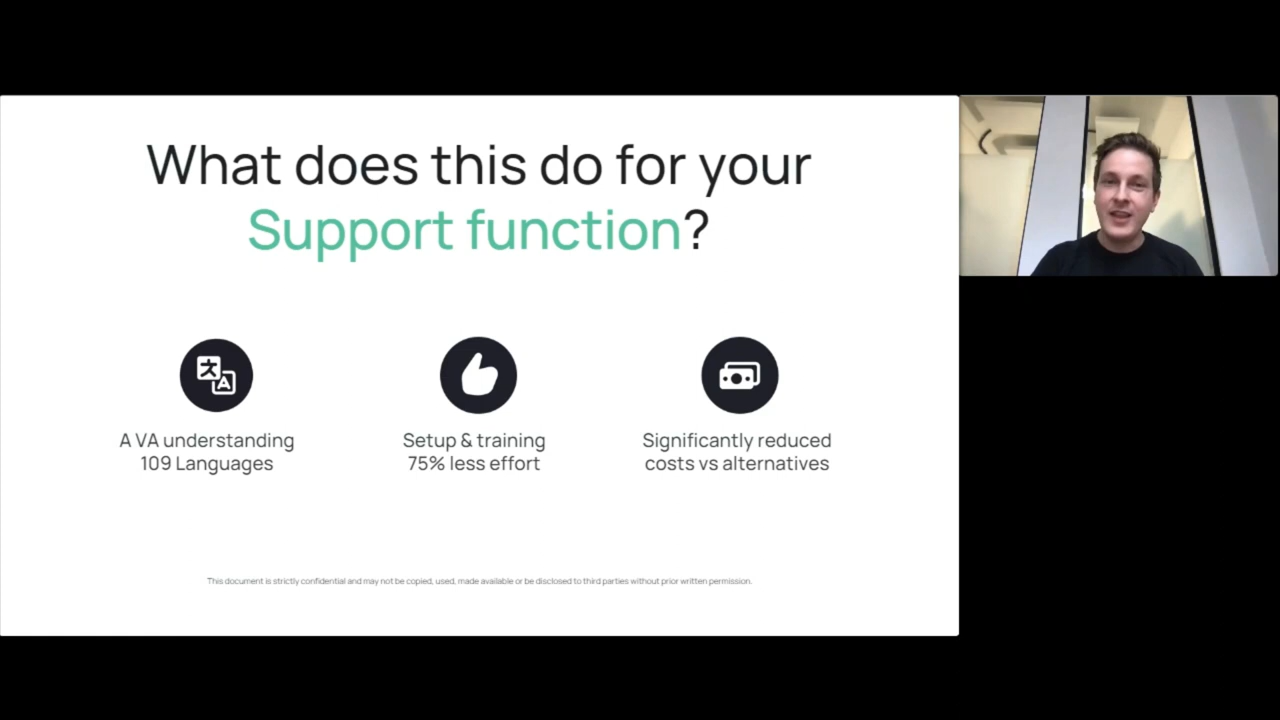 What does this do for your
Support function?
A VA understanding
109 Languages
Setup & training
75% less effort
Significantly reduced
costs vs alternatives
This document is strictly confidential and may not be copied, used, made available or be disclosed to third parties without prior written permission.